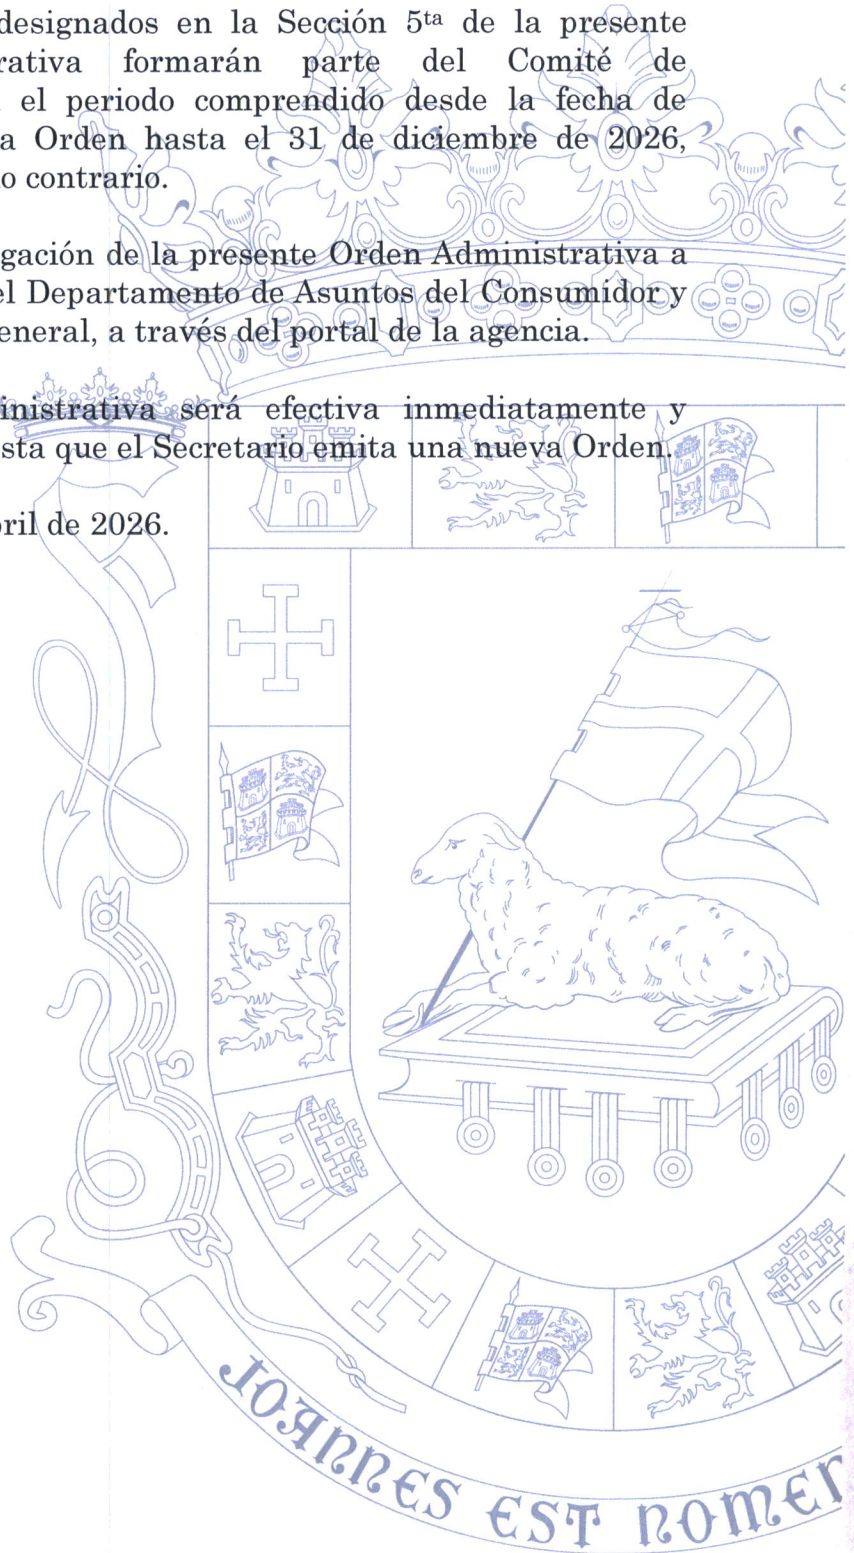 designados en la Sección 5ta de la presente
rativa formarán parte del Comité de
el periodo comprendido desde la fecha de
a Orden hasta el 31 de diciembre de 2026,
o contrario.
gación de la presente Orden Administrativa a
el Departamento de Asuntos del Consumidor y
eneral, a través del portal de la agencia.
inistrativa será efectiva inmediatamente y
sta que el Secretario emita una nueva Orden.
ril de 2026.
JOANNES EST NOMEN